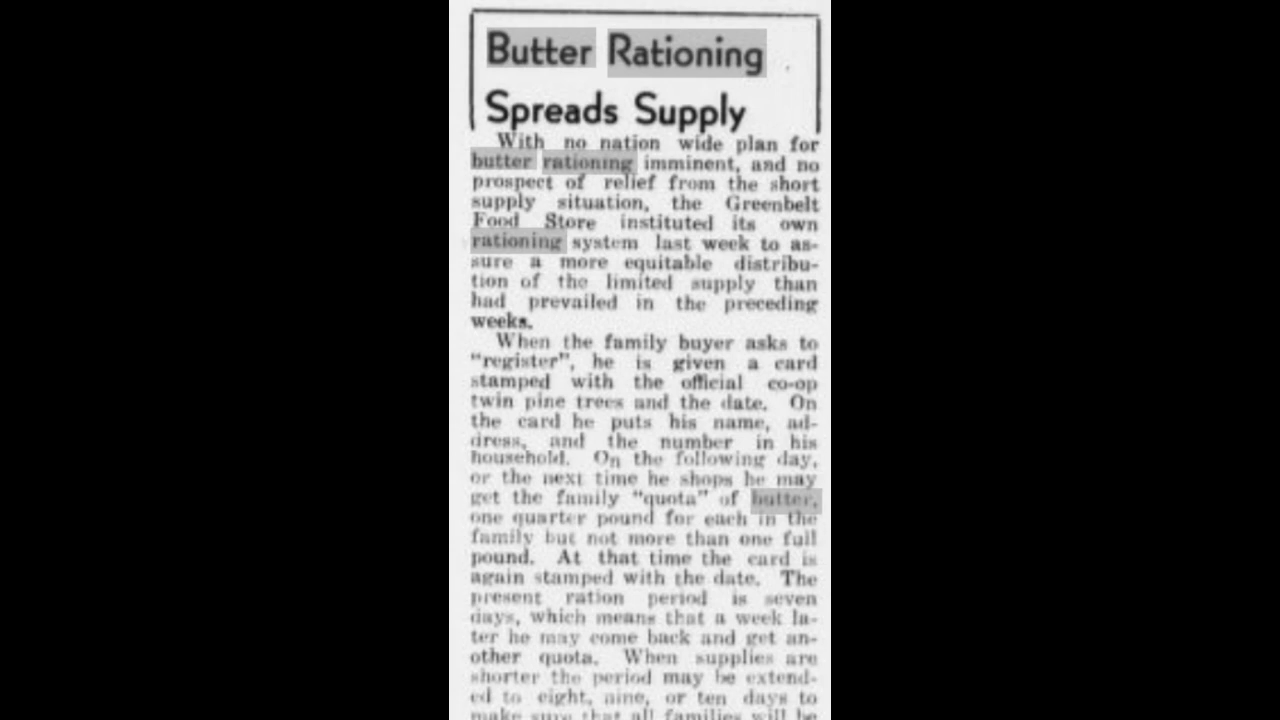 Butter Rationing
Spreads Supply
With no nation wide plan for
butter rationing imminent, and no
prospect of relief from the short
supply situation, the Greenbelt
Food Store instituted its own
rationing system last week to as-
sure a more equitable distribu-
tion of the limited supply than
had prevailed in the preceding
weeks.
When the family buyer asks to
"register", he is given a card
stamped with the official co-op
twin pine trees and the date. On
the card he puts his name, ad-
dress, and the number in his
household. On the following day,
or the next time he shops he may
get the family "quota" of butter,
one quarter pound for each in the
family but not more than one full
pound. At that time the card is
again stamped with the date. The
present ration period is seven
days, which means that a week la-
ter he may come back and get an-
other quota. When supplies are
shorter the period may be extend-
ed to eight, nine, or ten days to
make sure that all families will be